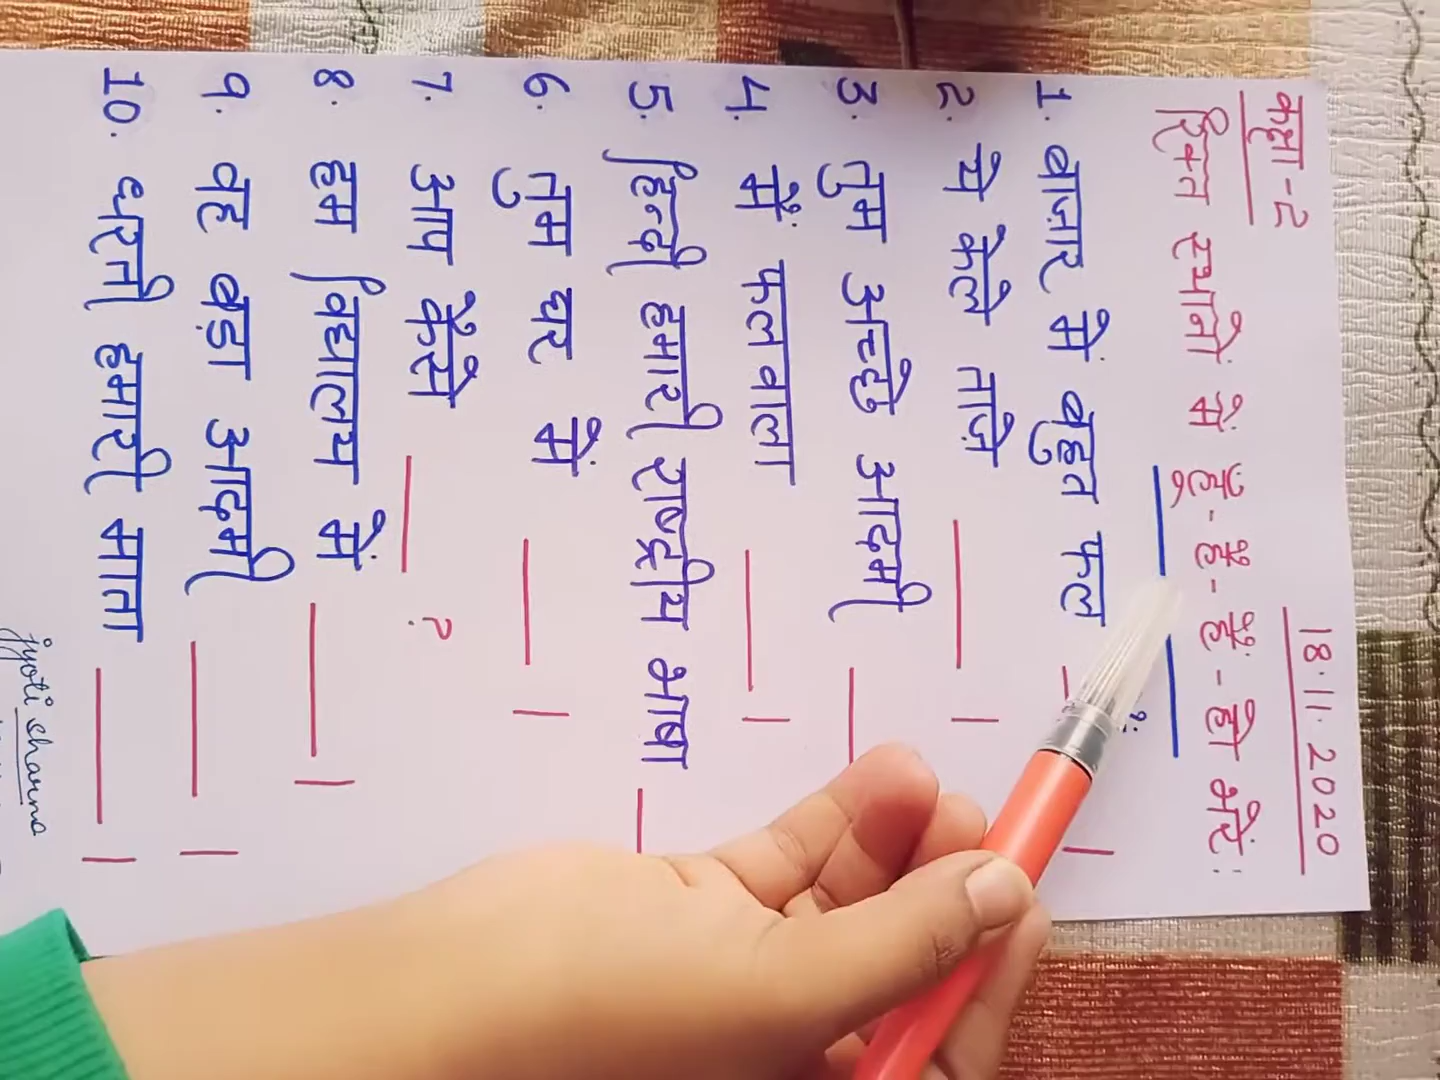 कक्षा-2
18.11.2020
रिक्त स्थानों में हूँ-है-हैं-हो भरें:
1. बाज़ार में बहुत फल ___।
2. ये केले ताज़े ___।
3. तुम अच्छे आदमी ___
4. मैं फलवाला ___।
5. हिन्दी हमारी राष्ट्रीय भाषा ___
6. तुम घर में ___।
7. आप कैसे ___?
8. हम विद्यालय में ___।
९. वह बड़ा आदमी ___।
10. धरती हमारी माता ___।
jyoti sharma